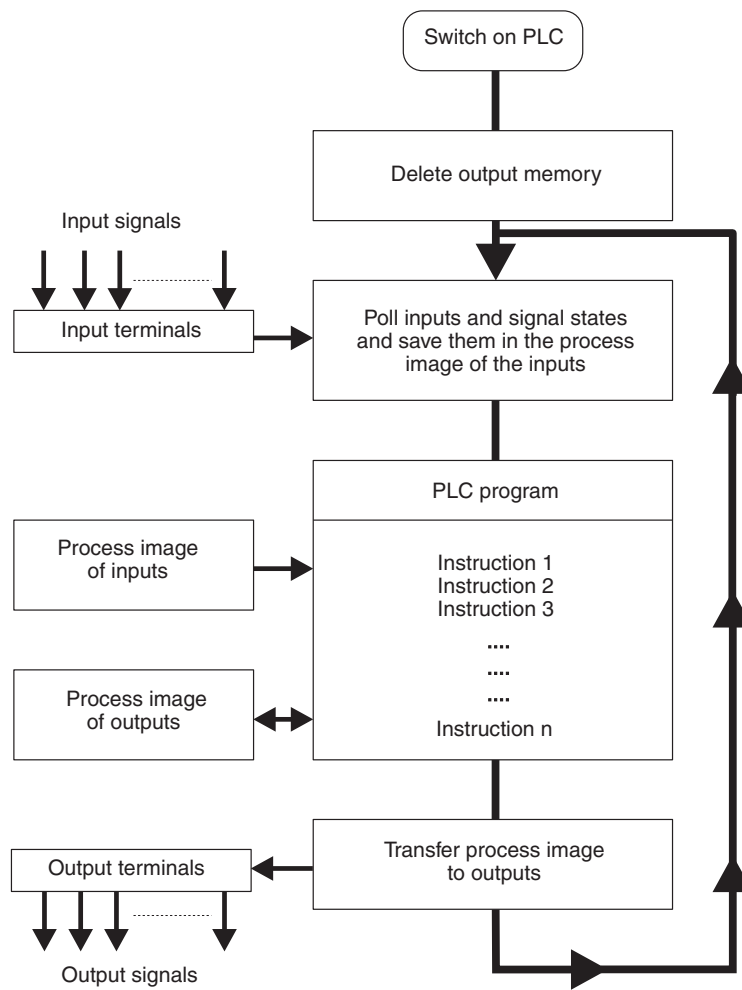 Switch on PLC
Delete output memory
Input signals
Input terminals
Poll inputs and signal states
and save them in the process
image of the inputs
PLC program
Process image
of inputs
Instruction 1
Instruction 2
Instruction 3
....
....
....
Instruction n
Process image
of outputs
Transfer process image
to outputs
Output terminals
Output signals